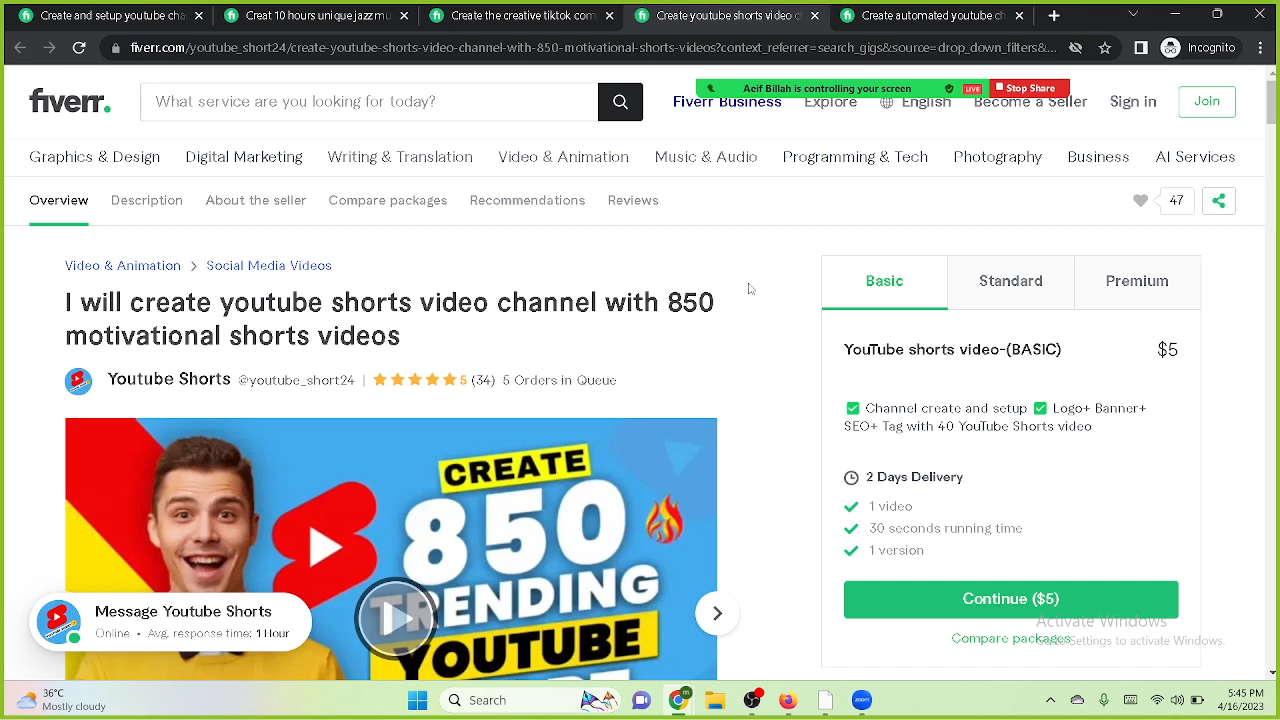 Create and setup youtube cha
Creat 10 hours unique jazz mu
Create the creative tiktok com
Create youtube shorts video c
Create automated youtube ch
fiverr.com/youtube_short24/create-youtube-shorts-video-channel-with-850-motivational-shorts-videos?context_referrer=search_gigs&source=drop_down_filters&...
Incognito
fiverr.
What service are you looking for today?
Aeif Billah is controlling your screen
LIVE
Stop Share
Fiverr Business
Explore
English
Become a Seller
Sign in
Join
Graphics & Design
Digital Marketing
Writing & Translation
Video & Animation
Music & Audio
Programming & Tech
Photography
Business
AI Services
Overview
Description
About the seller
Compare packages
Recommendations
Reviews
47
Video & Animation > Social Media Videos
I will create youtube shorts video channel with 850
motivational shorts videos
Youtube Shorts @youtube_short24 | 5 (34) 5 Orders in Queue
CREATE
850
TRENDING
YOUTUBE
Message Youtube Shorts
Online • Avg. response time: 1 Hour
Basic
Standard
Premium
YouTube shorts video-(BASIC)
$5
Channel create and setup Logo+ Banner+
SEO+ Tag with 40 YouTube Shorts video
2 Days Delivery
1 video
30 seconds running time
1 version
Continue ($5)
Compare packages
Activate Windows
Go to Settings to activate Windows.
36°C
Mostly cloudy
Search
zoom
5:45 PM
4/16/2023